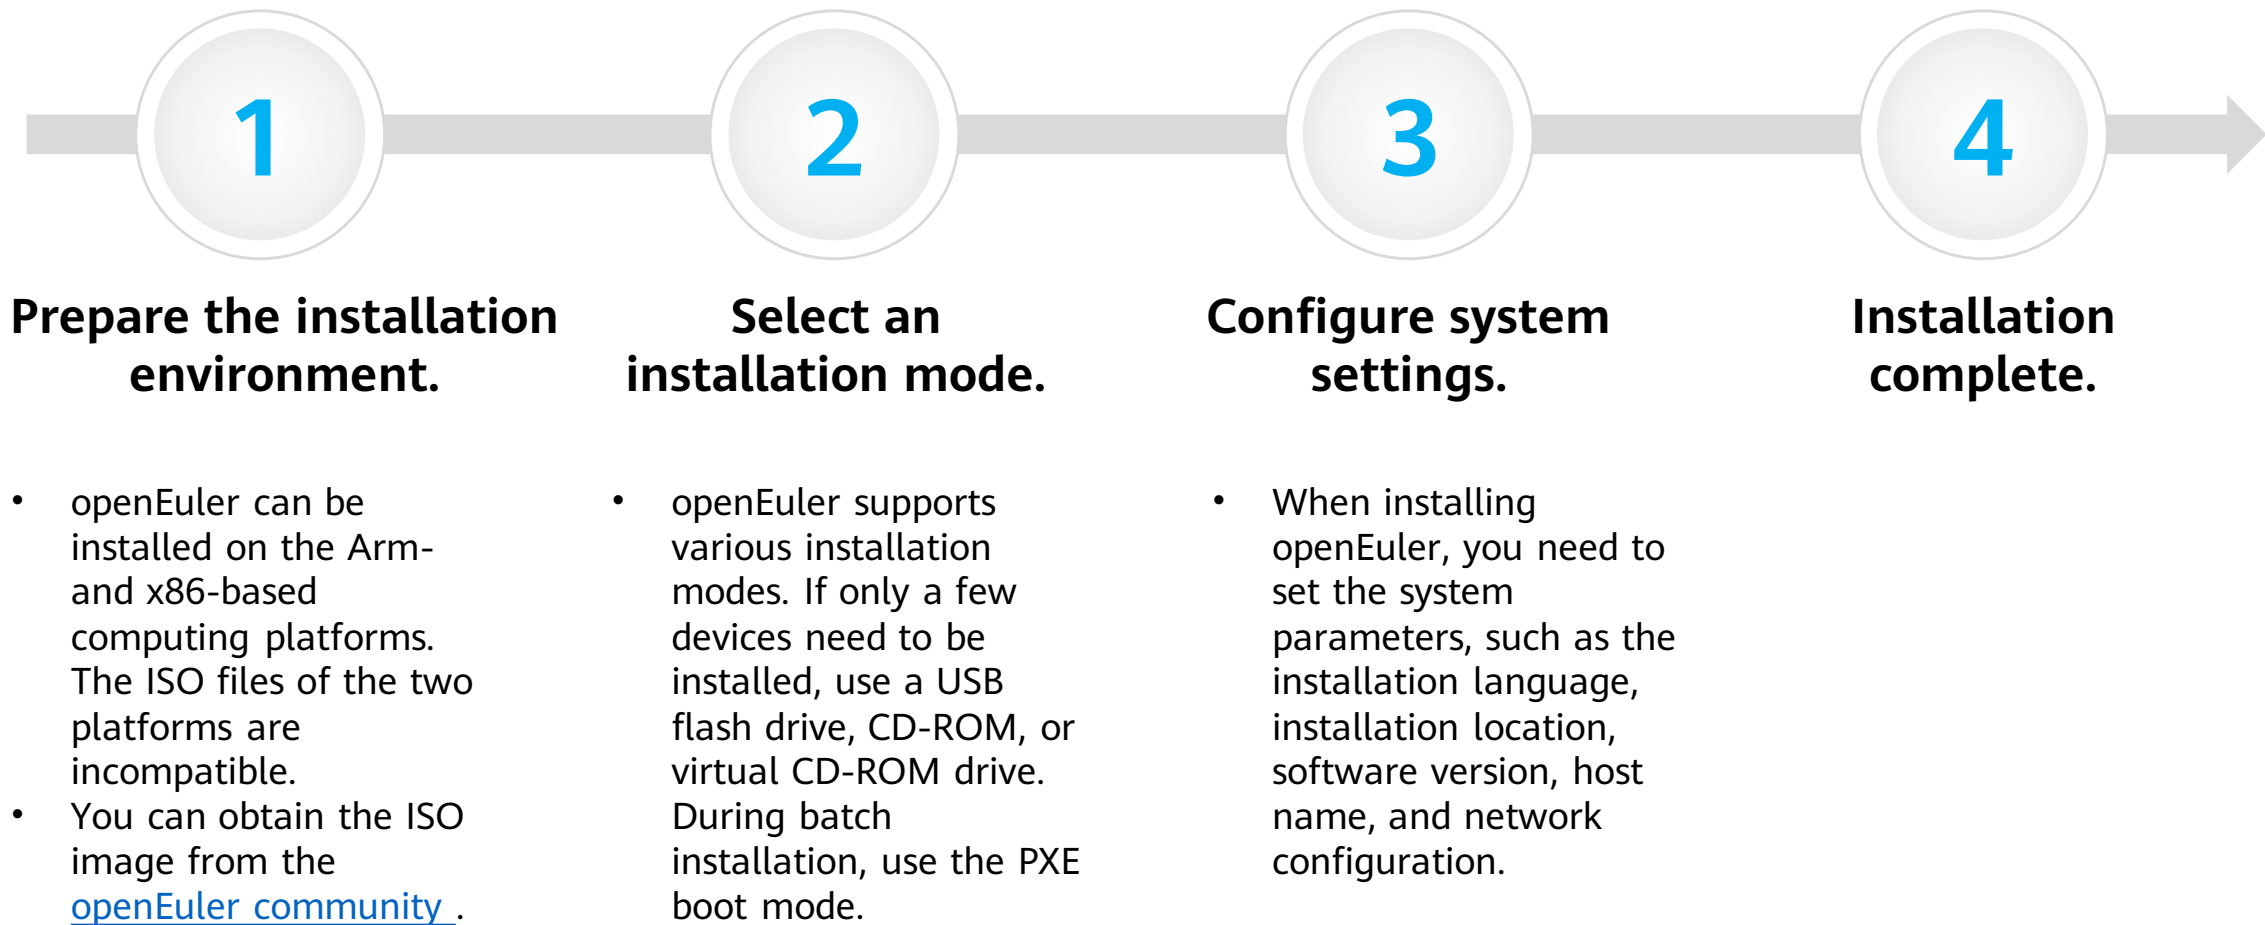 1
2
3
4
Prepare the installation
environment.
Select an
installation mode.
Configure system
settings.
Installation
complete.
• openEuler can be
installed on the Arm-
and x86-based
computing platforms.
The ISO files of the two
platforms are
incompatible.
• You can obtain the ISO
image from the
openEuler community .
• openEuler supports
various installation
modes. If only a few
devices need to be
installed, use a USB
flash drive, CD-ROM, or
virtual CD-ROM drive.
During batch
installation, use the PXE
boot mode.
• When installing
openEuler, you need to
set the system
parameters, such as the
installation language,
installation location,
software version, host
name, and network
configuration.